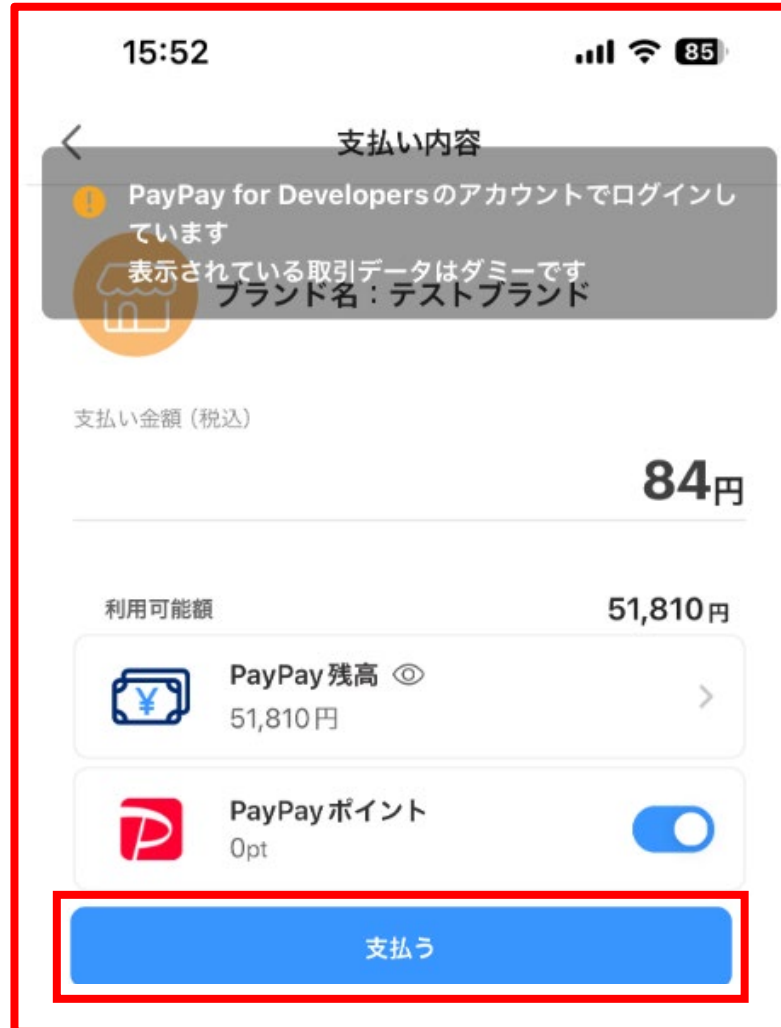 15:52
85
支払い内容
PayPay for Developersのアカウントでログインし
ています
表示されている取引データはダミーです
ブランド名：テストブランド
支払い金額（税込）
84円
利用可能額
51,810円
PayPay残高
51,810円
PayPayポイント
0pt
支払う